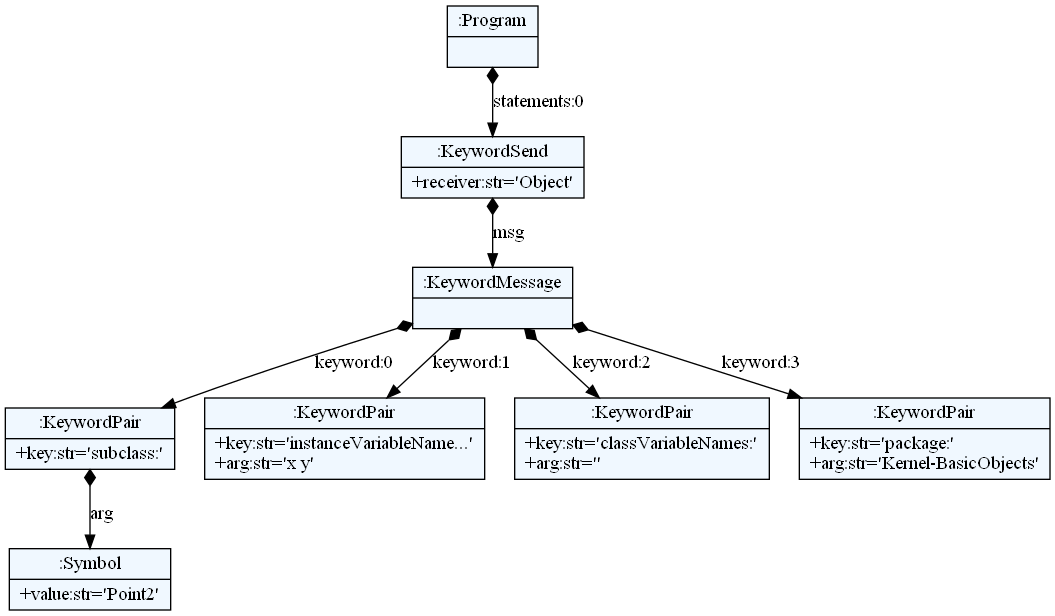 :Program
statements:0
:KeywordSend
+receiver:str='Object'
msg
:KeywordMessage
keyword:0
keyword:1
keyword:2
keyword:3
:KeywordPair
+key:str='subclass:'
:KeywordPair
+key:str='instanceVariableName...'
+arg:str='x y'
:KeywordPair
+key:str='classVariableNames:'
+arg:str=''
:KeywordPair
+key:str='package:'
+arg:str='Kernel-BasicObjects'
arg
:Symbol
+value:str='Point2'